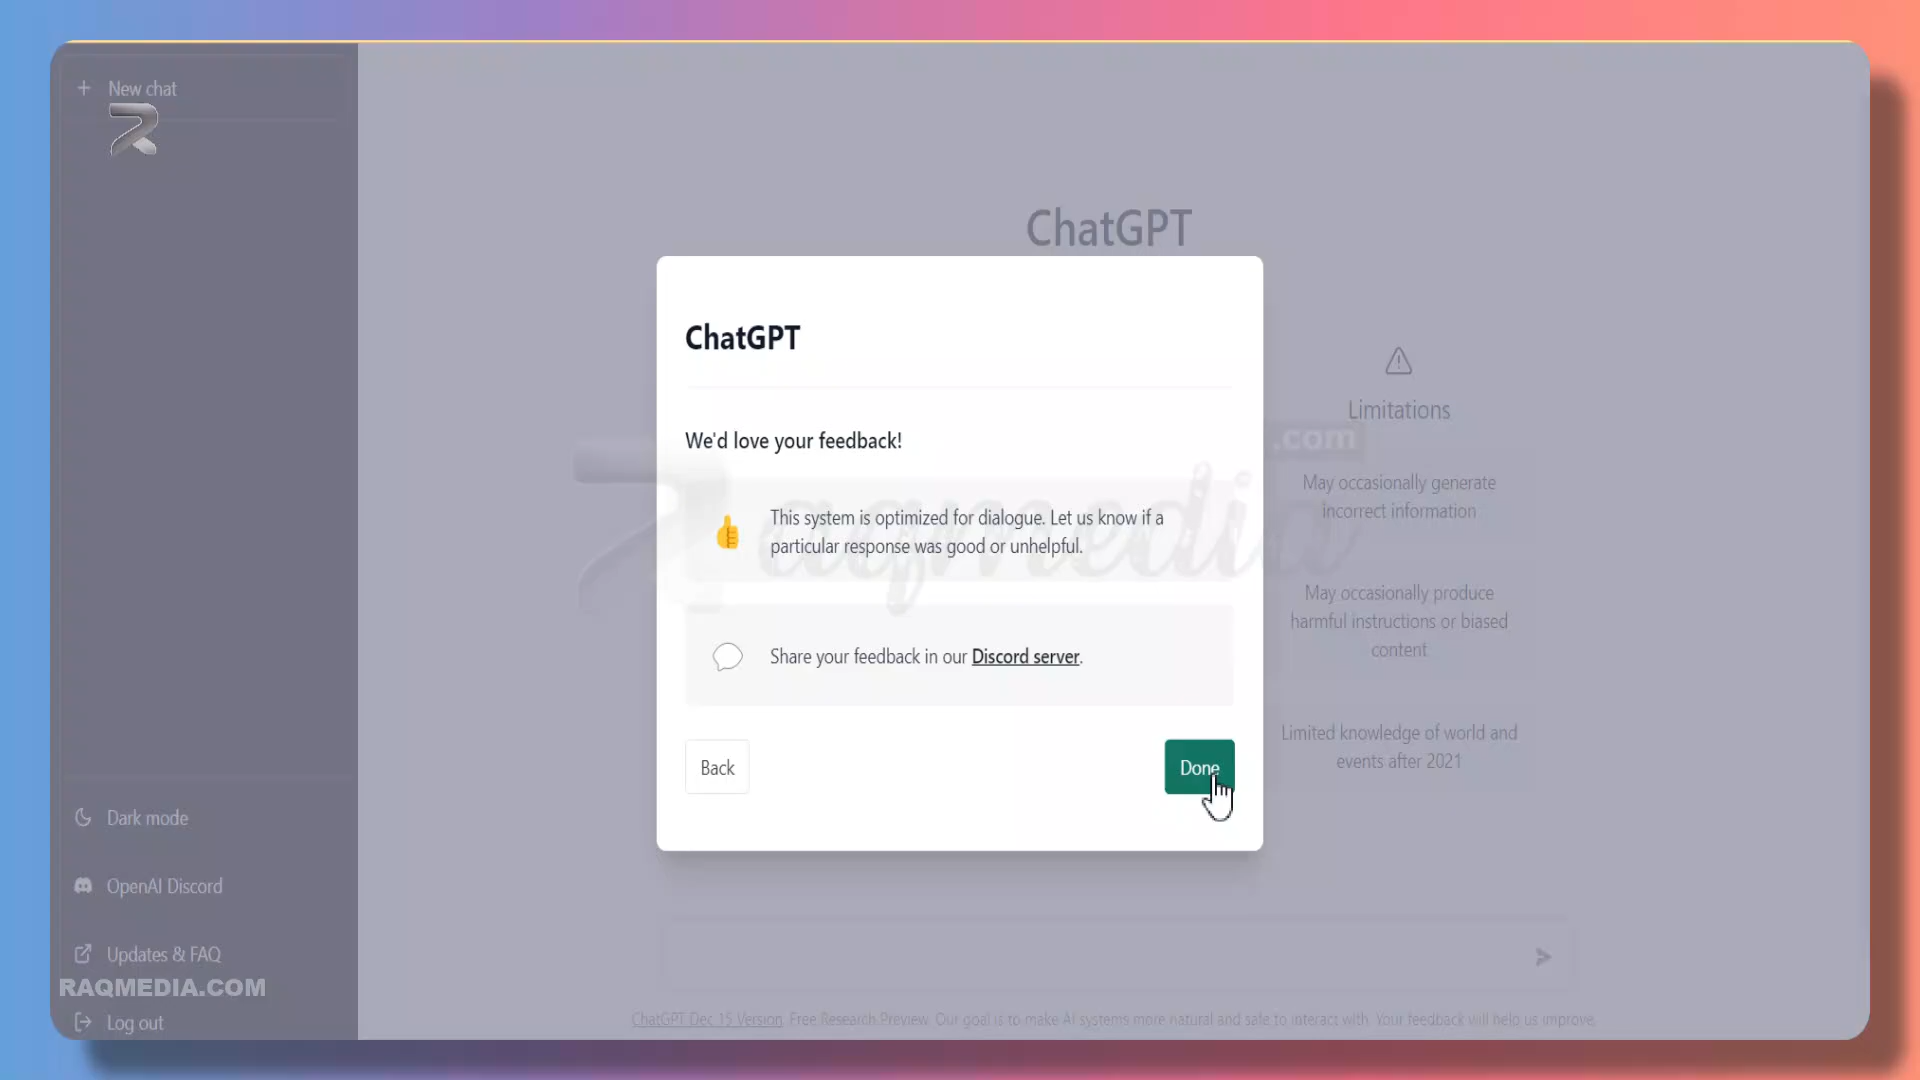 New chat
ChatGPT
ChatGPT
We'd love your feedback!
This system is optimized for dialogue. Let us know if a
particular response was good or unhelpful.
Share your feedback in our Discord server.
Back
Done
Limitations
.com
aqmedia
May occasionally generate
incorrect information
May occasionally produce
harmful instructions or biased
content
Limited knowledge of world and
events after 2021
Dark mode
OpenAI Discord
Updates & FAQ
RAQMEDIA.COM
Log out
ChatGPT Dec 15 Version. Free Research Preview. Our goal is to make AI systems more natural and safe to interact with. Your feedback will help us improve.